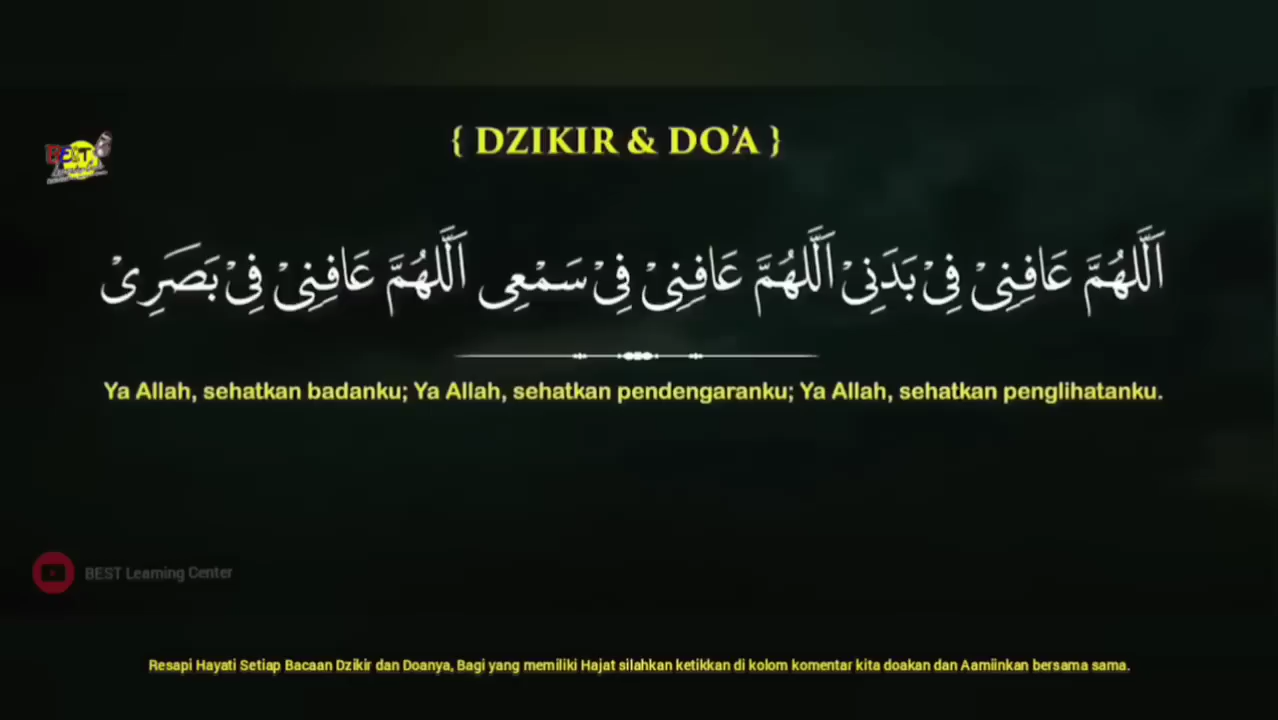 { DZIKIR & DO'A }
BEST
اَللّٰهُمَّ عَافِنِيْ فِيْ بَدَنِيْ اَللّٰهُمَّ عَافِنِيْ فِيْ سَمْعِى اَللّٰهُمَّ عَافِنِيْ فِيْ بَصَرِىْ
Ya Allah, sehatkan badanku; Ya Allah, sehatkan pendengaranku; Ya Allah, sehatkan penglihatanku.
BEST Learning Center
Resapi Hayati Setiap Bacaan Dzikir dan Doanya, Bagi yang memiliki Hajat silahkan ketikkan di kolom komentar kita doakan dan Aamiinkan bersama sama.